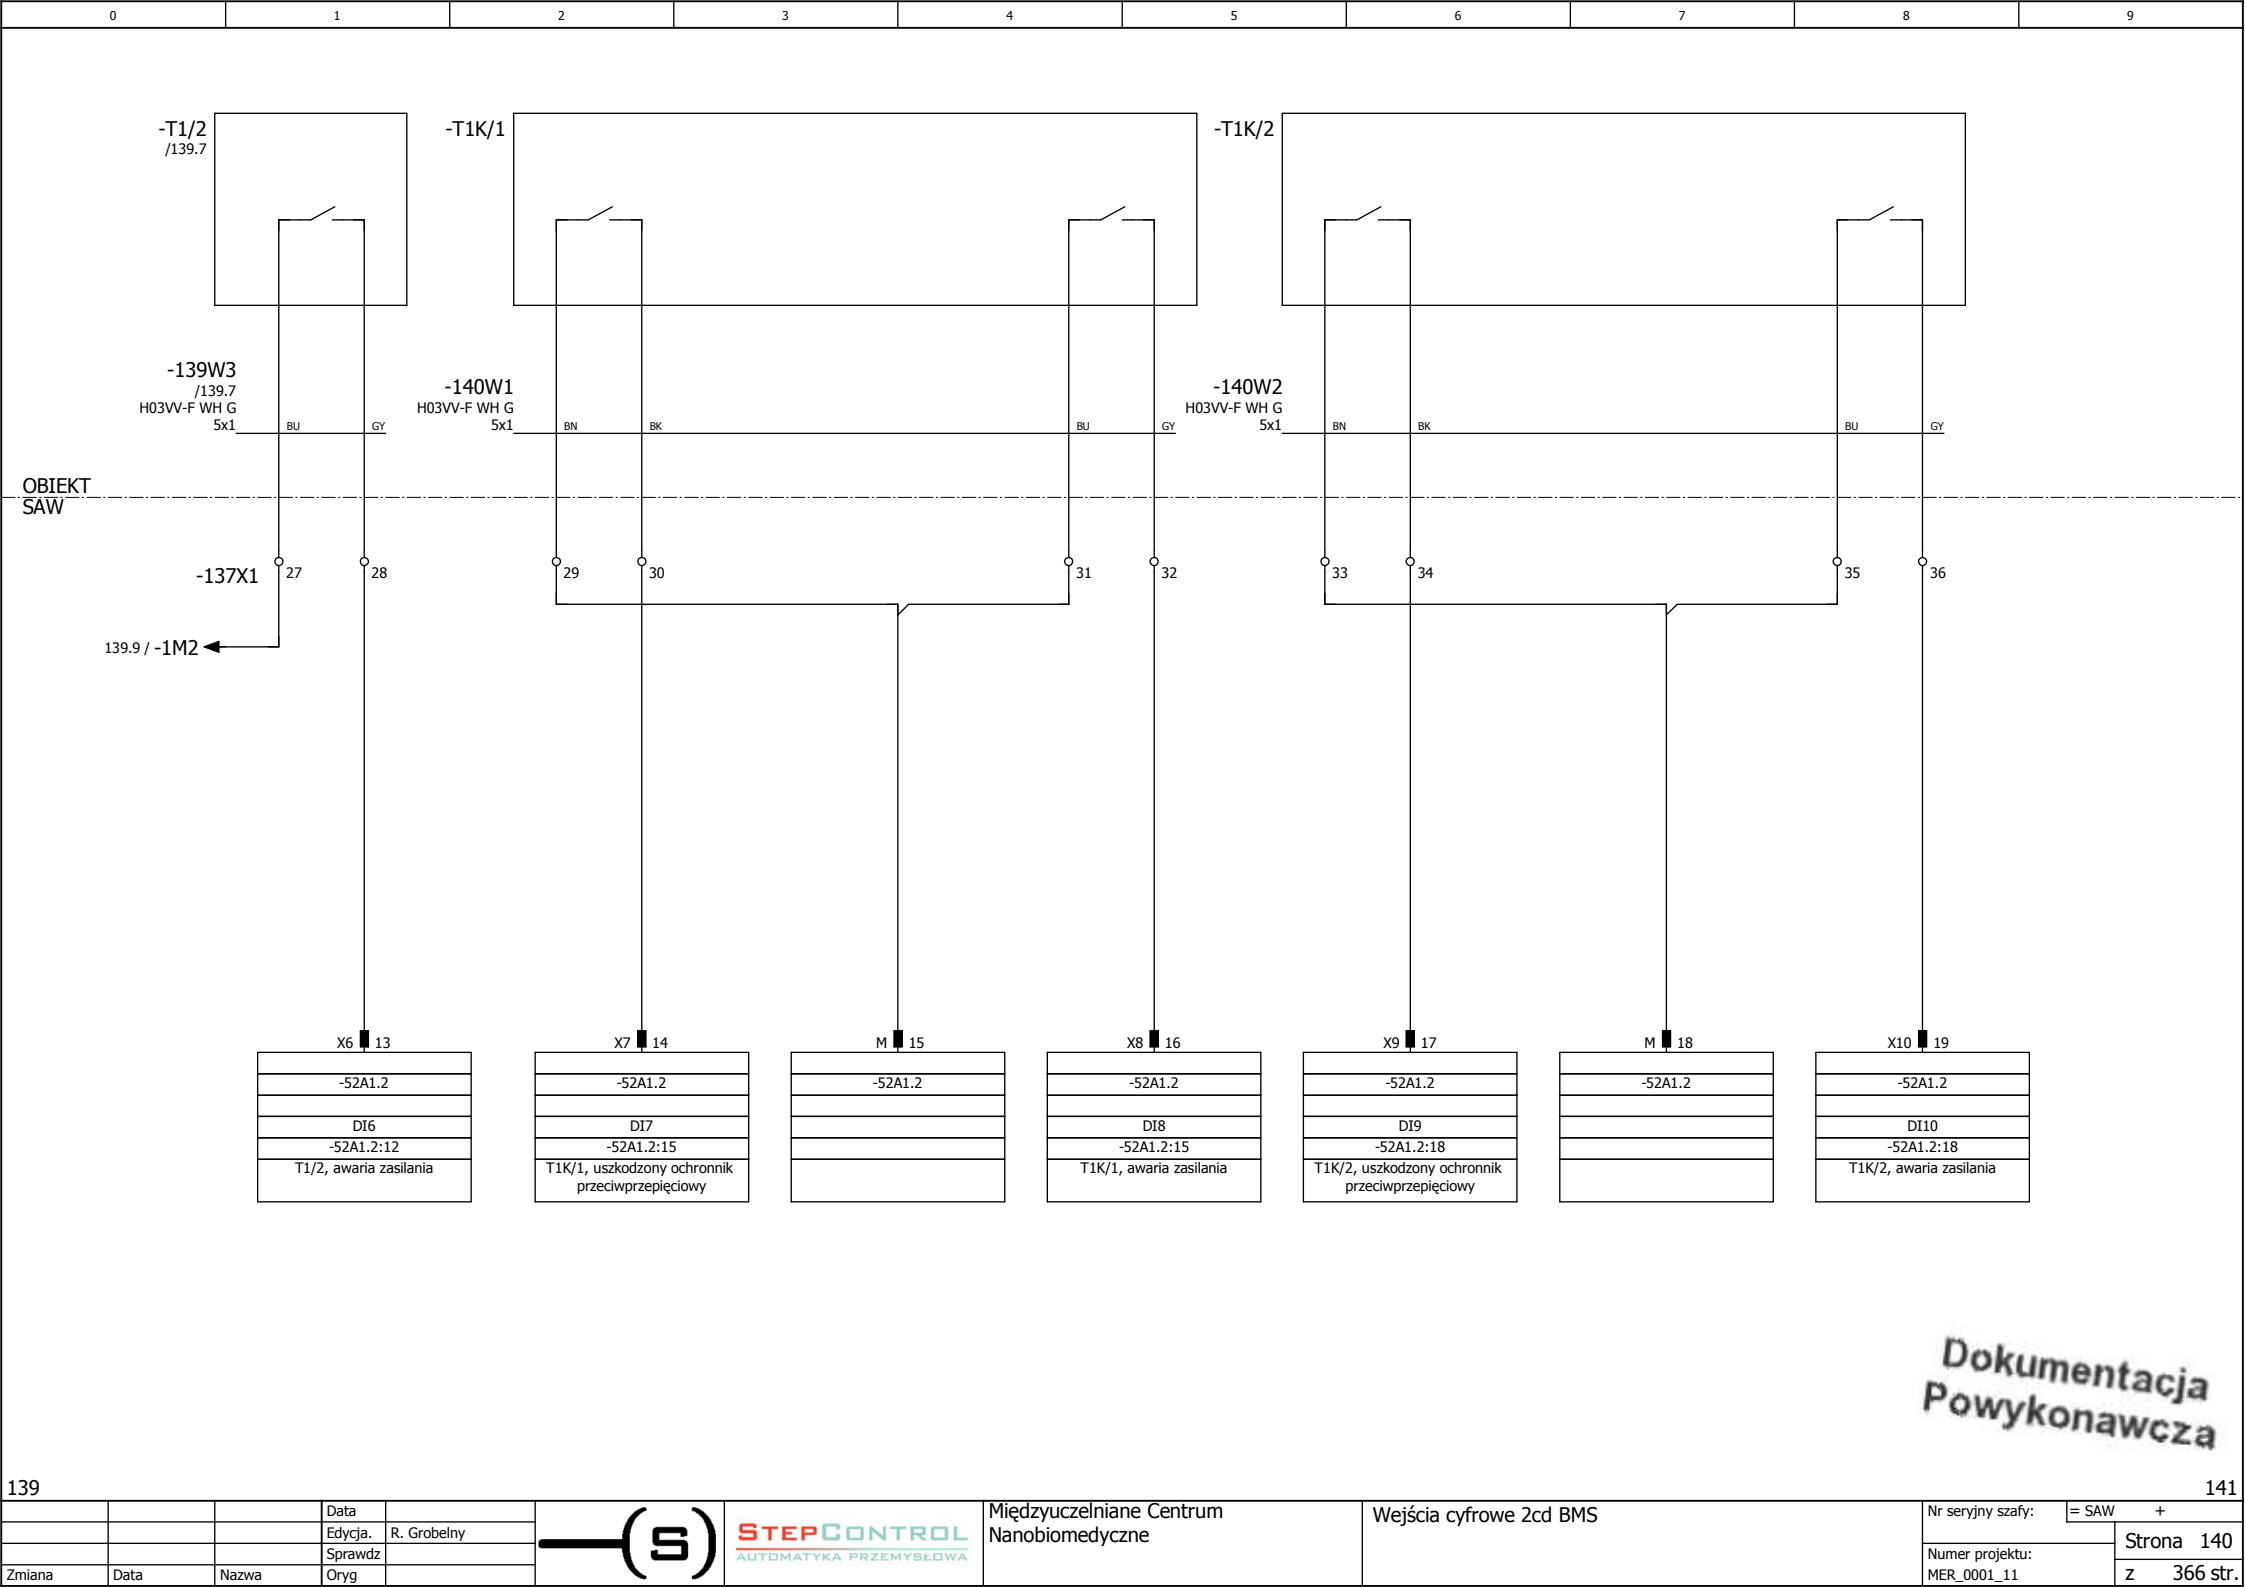 0 1 2 3 4 5 6 7 8 9
-T1/2
/139.7
-T1K/1
-T1K/2
-139W3
/139.7
H03VV-F WH G
5x1
BU GY
-140W1
H03VV-F WH G
5x1
BN BK BU GY
-140W2
H03VV-F WH G
5x1
BN BK BU GY
OBIEKT
SAW
-137X1
27 28 29 30 31 32 33 34 35 36
139.9 / -1M2
X6 13
-52A1.2
DI6
-52A1.2:12
T1/2, awaria zasilania
X7 14
-52A1.2
DI7
-52A1.2:15
T1K/1, uszkodzony ochronnik
przeciwprzepięciowy
M 15
-52A1.2
X8 16
-52A1.2
DI8
-52A1.2:15
T1K/1, awaria zasilania
X9 17
-52A1.2
DI9
-52A1.2:18
T1K/2, uszkodzony ochronnik
przeciwprzepięciowy
M 18
-52A1.2
X10 19
-52A1.2
DI10
-52A1.2:18
T1K/2, awaria zasilania
Dokumentacja
Powykonawcza
139
141
Data
Edycja. R. Grobelny
Sprawdz
Zmiana Data Nazwa Oryg
(S)
STEPCONTROL
AUTOMATYKA PRZEMYSŁOWA
Międzyuczelniane Centrum
Nanobiomedyczne
Wejścia cyfrowe 2cd BMS
Nr seryjny szafy:
= SAW +
Strona 140
Numer projektu:
MER_0001_11
z 366 str.